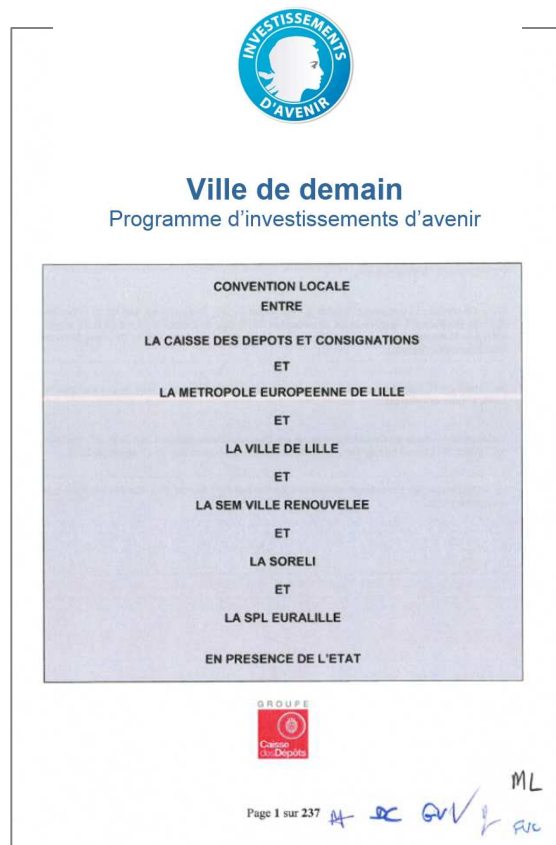 INVESTISSEMENTS
D'AVENIR
Ville de demain
Programme d'investissements d'avenir
CONVENTION LOCALE
ENTRE
LA CAISSE DES DEPOTS ET CONSIGNATIONS
ET
LA METROPOLE EUROPEENNE DE LILLE
ET
LA VILLE DE LILLE
ET
LA SEM VILLE RENOUVELEE
ET
LA SORELI
ET
LA SPL EURALILLE
EN PRESENCE DE L'ETAT
GROUPE
Caisse
des Dépôts
ML
Page 1 sur 237